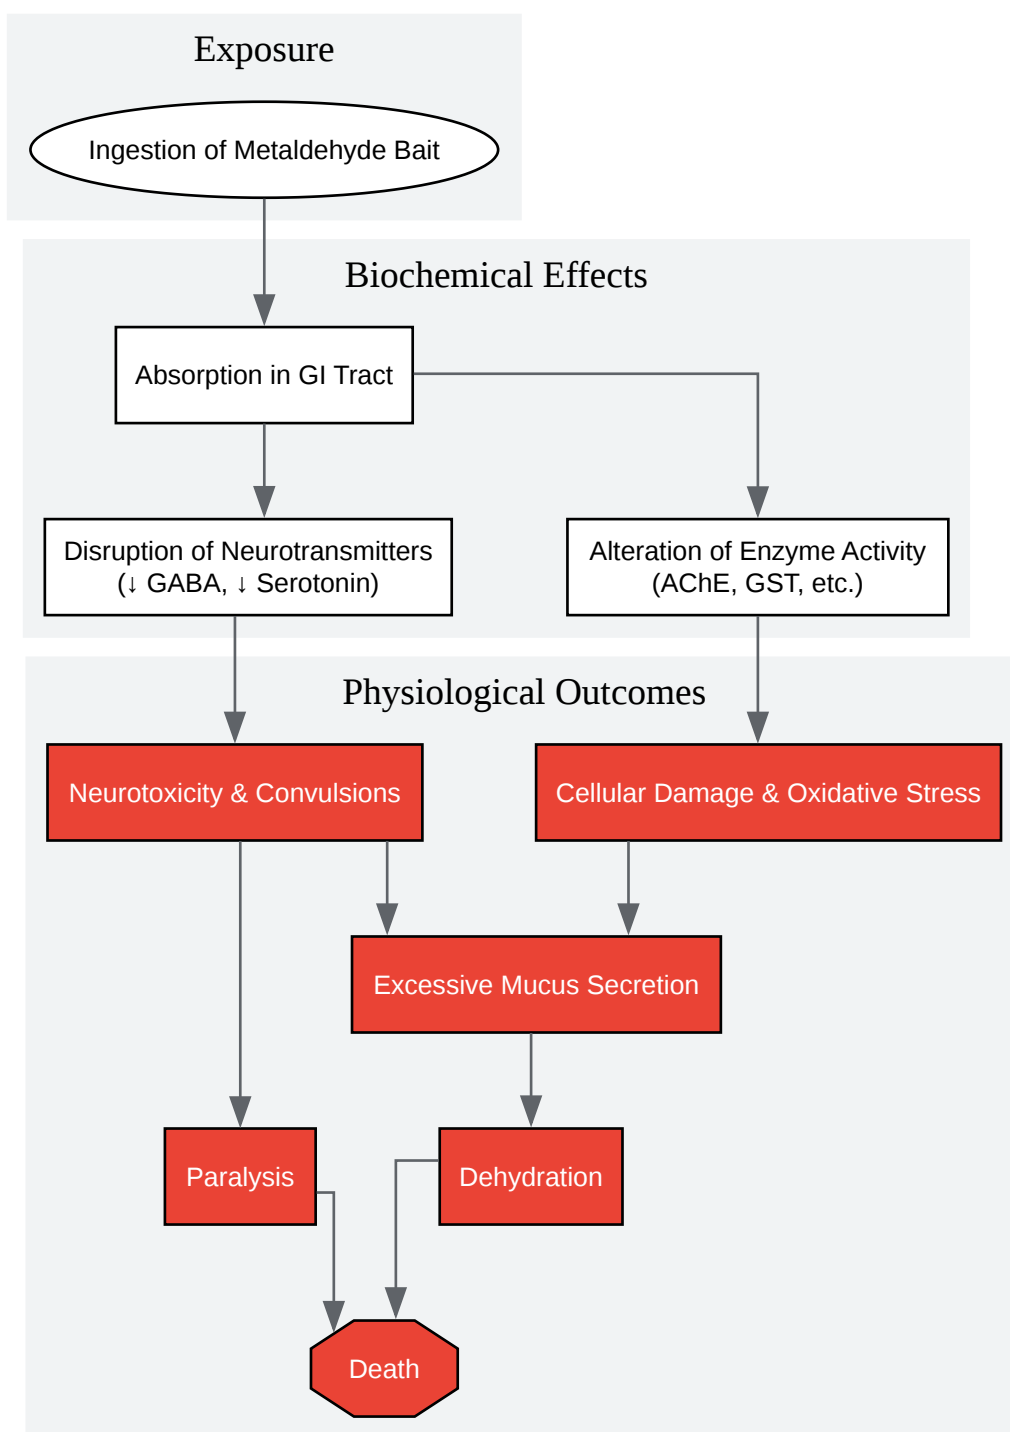 Exposure
Ingestion of Metaldehyde Bait
Biochemical Effects
Absorption in GI Tract
Disruption of Neurotransmitters
(↓ GABA, ↓ Serotonin)
Alteration of Enzyme Activity
(AChE, GST, etc.)
Physiological Outcomes
Neurotoxicity & Convulsions
Cellular Damage & Oxidative Stress
Excessive Mucus Secretion
Paralysis
Dehydration
Death